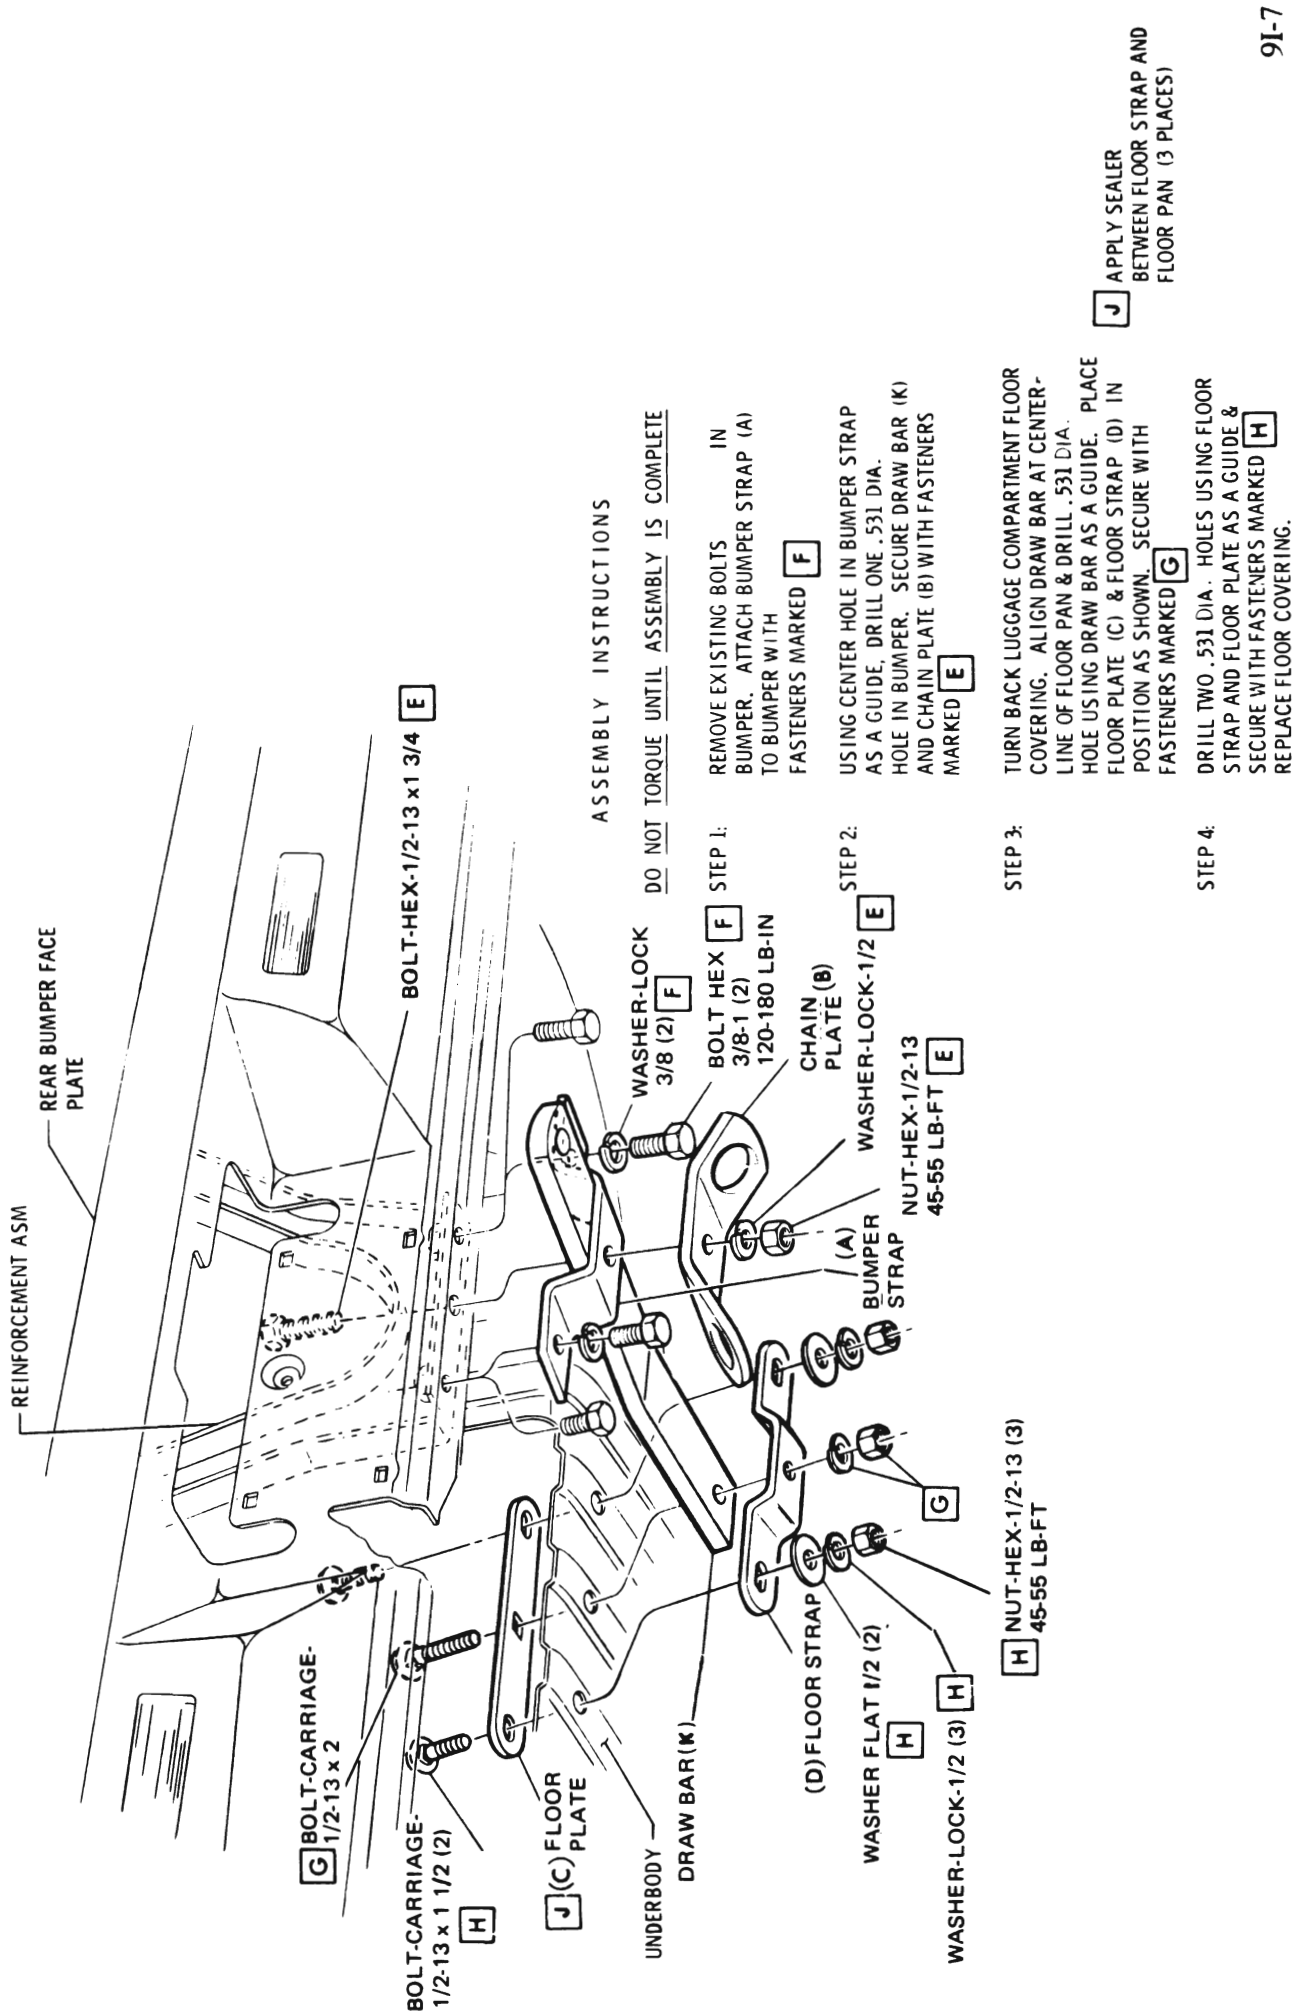 REINFORCEMENT ASM
REAR BUMPER FACE
PLATE
BOLT-HEX-1/2-13 x1 3/4 E
G BOLT-CARRIAGE-
1/2-13 x 2
BOLT-CARRIAGE-
1/2-13 x 1 1/2 (2)
H
J (C) FLOOR
PLATE
UNDERBODY
DRAW BAR (K)
(D) FLOOR STRAP
WASHER FLAT 1/2 (2)
H
WASHER-LOCK-1/2 (3) H
H NUT-HEX-1/2-13 (3)
45-55 LB-FT
G
WASHER-LOCK
3/8 (2) F
BOLT HEX F
3/8-1 (2)
120-180 LB-IN
CHAIN
PLATE (B)
WASHER-LOCK-1/2 E
NUT-HEX-1/2-13
45-55 LB-FT E
(A)
BUMPER
STRAP
ASSEMBLY INSTRUCTIONS
DO NOT TORQUE UNTIL ASSEMBLY IS COMPLETE
STEP 1: REMOVE EXISTING BOLTS IN
BUMPER. ATTACH BUMPER STRAP (A)
TO BUMPER WITH
FASTENERS MARKED F
STEP 2: USING CENTER HOLE IN BUMPER STRAP
AS A GUIDE, DRILL ONE .531 DIA.
HOLE IN BUMPER. SECURE DRAW BAR (K)
AND CHAIN PLATE (B) WITH FASTENERS
MARKED E
STEP 3: TURN BACK LUGGAGE COMPARTMENT FLOOR
COVERING. ALIGN DRAW BAR AT CENTER-
LINE OF FLOOR PAN & DRILL .531 DIA.
HOLE USING DRAW BAR AS A GUIDE. PLACE
FLOOR PLATE (C) & FLOOR STRAP (D) IN
POSITION AS SHOWN. SECURE WITH
FASTENERS MARKED G
STEP 4: DRILL TWO .531 DIA. HOLES USING FLOOR
STRAP AND FLOOR PLATE AS A GUIDE &
SECURE WITH FASTENERS MARKED H
REPLACE FLOOR COVERING.
J APPLY SEALER
BETWEEN FLOOR STRAP AND
FLOOR PAN (3 PLACES)
9I-7